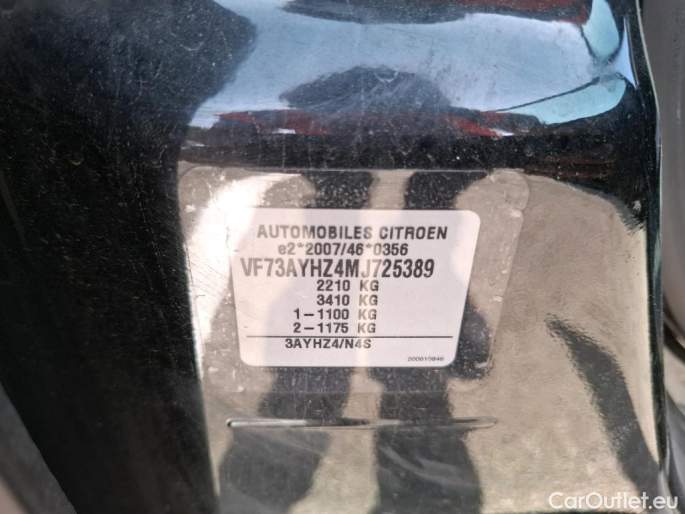 AUTOMOBILES CITROEN
e2*2007/46*0356
VF73AYHZ4MJ725389
2210 KG
3410 KG
1-1100 KG
2-1175 KG
3AYHZ4/N4S
CarOutlet.eu